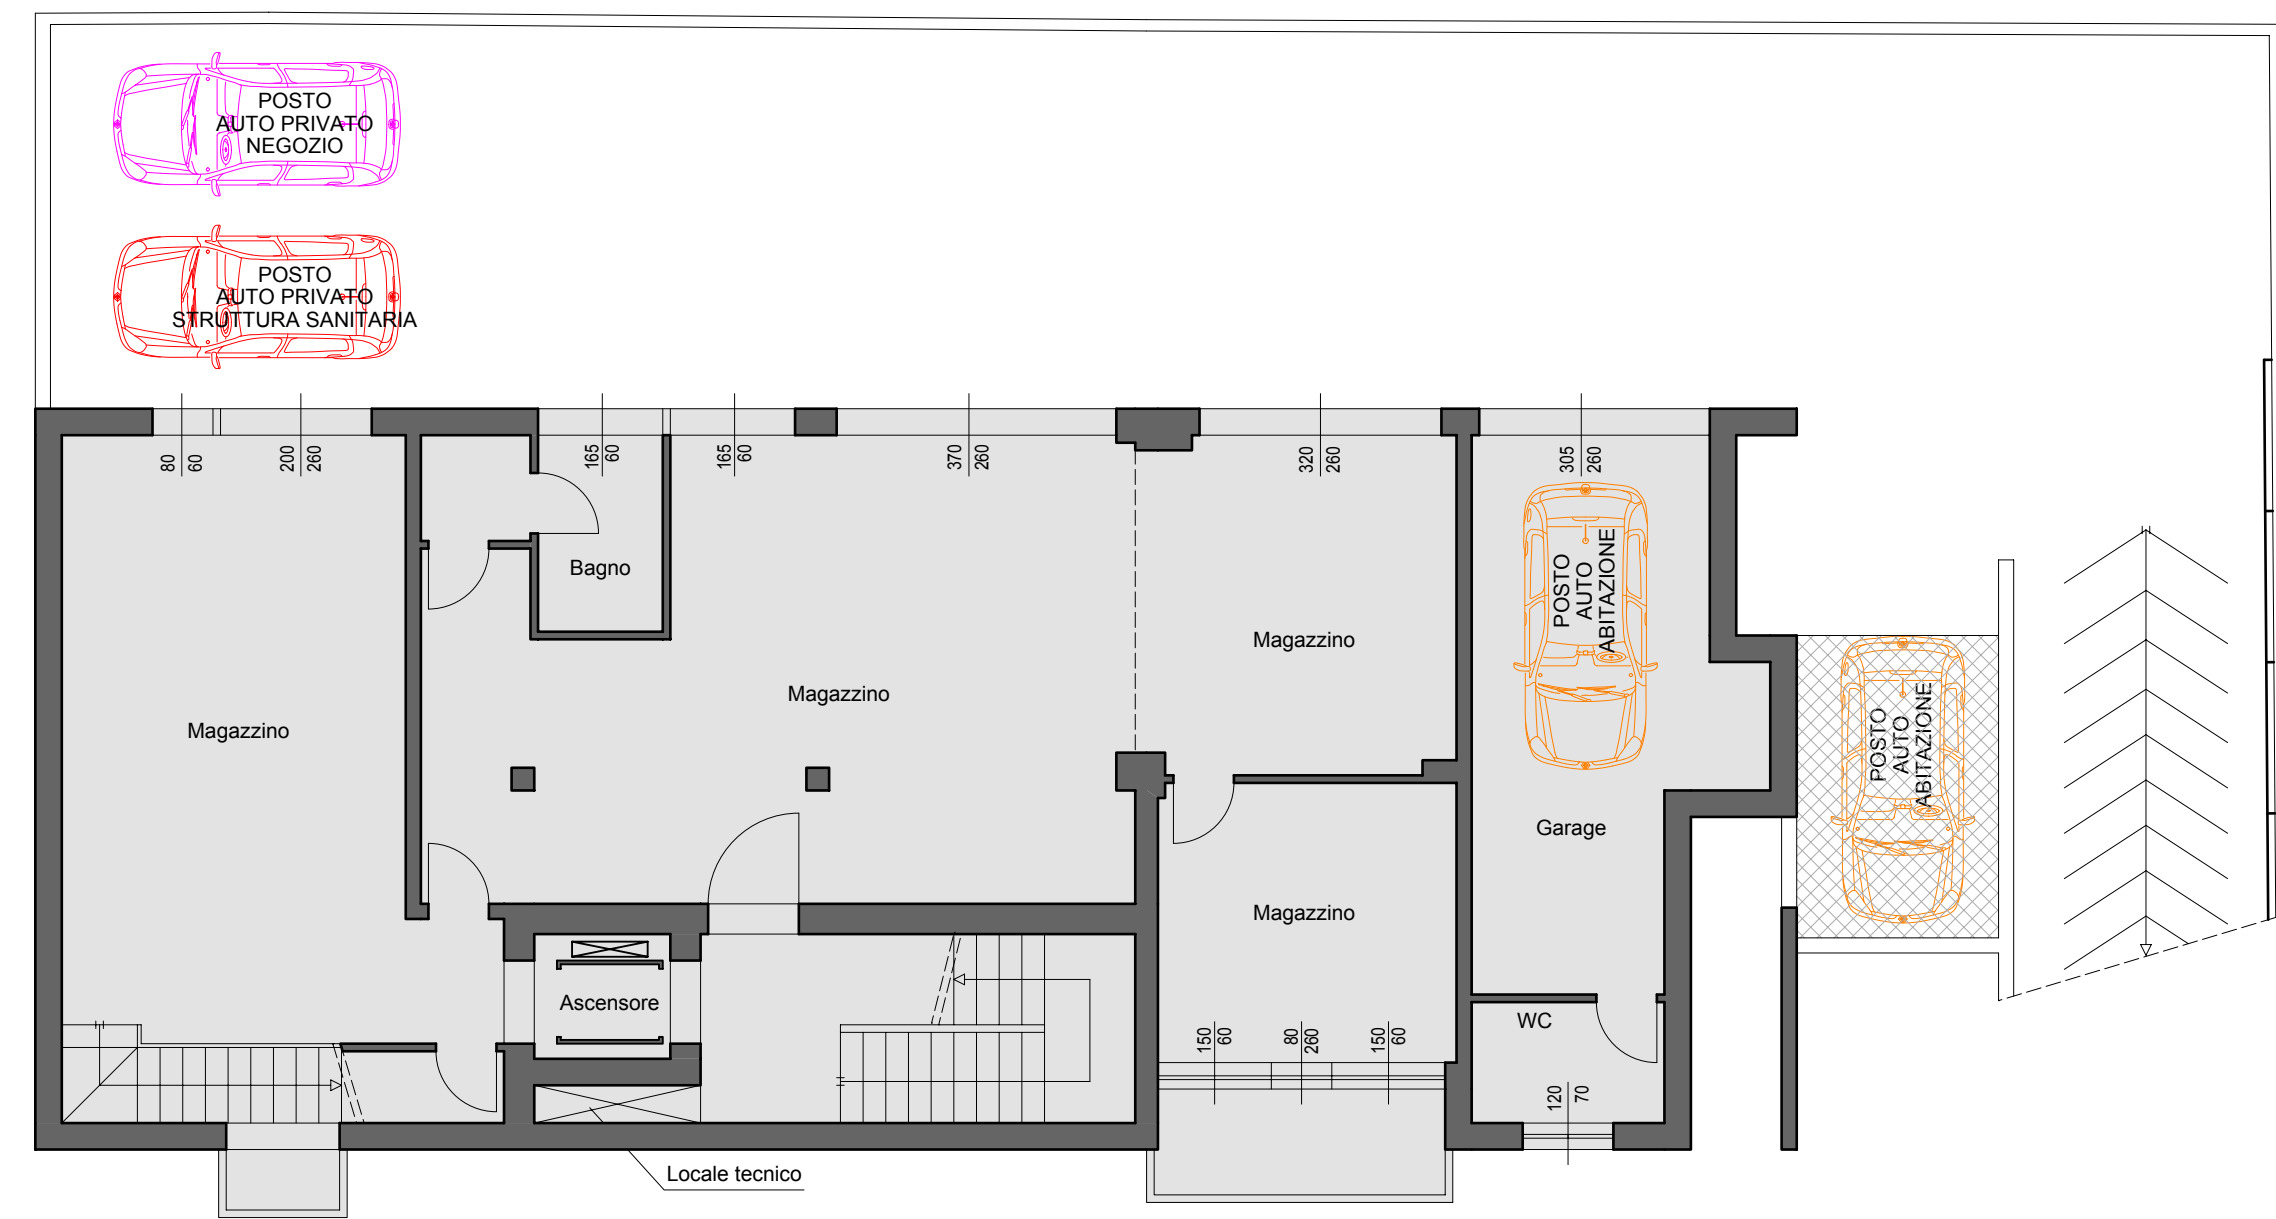 POSTO
AUTO PRIVATO
NEGOZIO
POSTO
AUTO PRIVATO
STRUTTURA SANITARIA
80
60
200
260
165
60
165
60
370
260
320
260
305
260
Bagno
POSTO
AUTO
ABITAZIONE
Magazzino
Magazzino
Magazzino
POSTO
AUTO
ABITAZIONE
Garage
Magazzino
Ascensore
WC
150
60
80
260
150
60
120
70
Locale tecnico